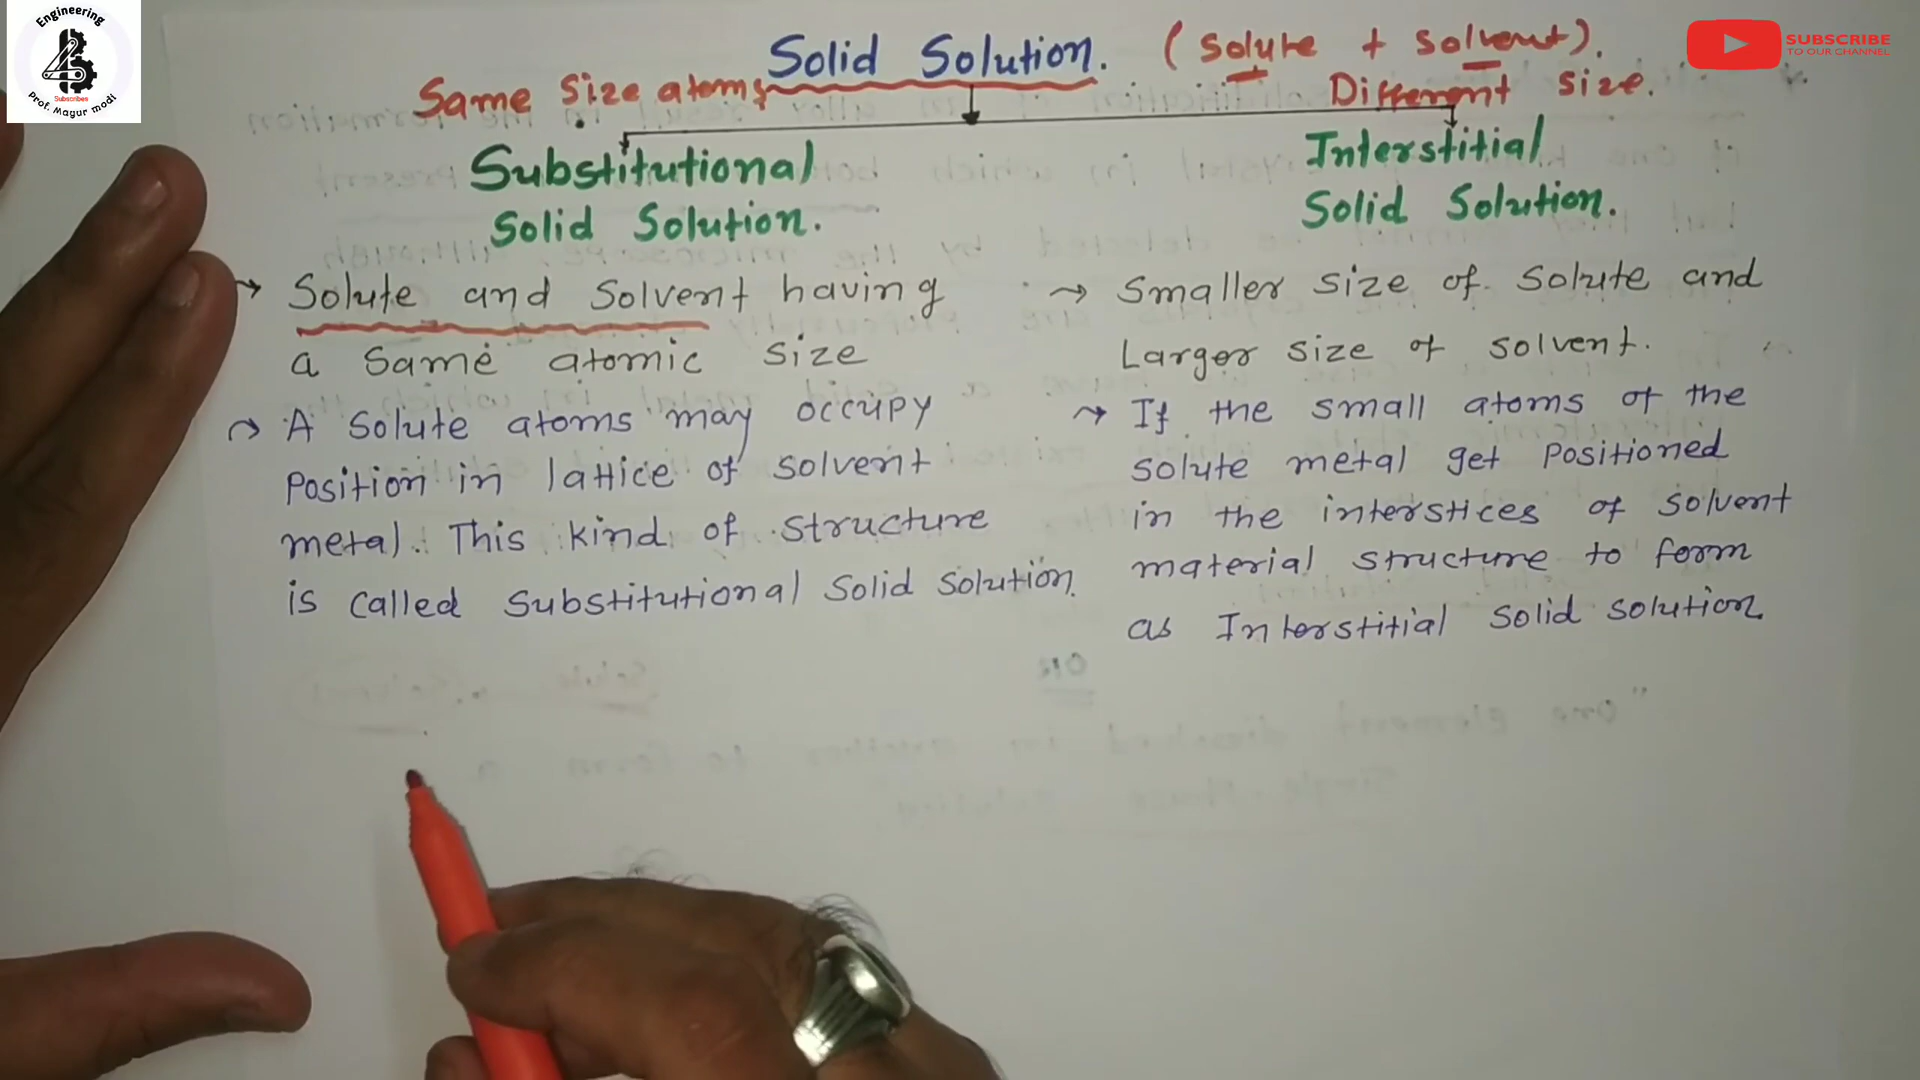 Engineering
Subscribe
Prof. Mayur modi
SUBSCRIBE
TO OUR CHANNEL
Solid Solution. (Solute + Solvent).
Same Size atoms
Different size.
Substitutional
Solid Solution.
→ Solute and Solvent having
a Same atomic size
→ A Solute atoms may occupy
Position in lattice of solvent
metal. This kind of structure
is called Substitutional Solid Solution.
Interstitial
Solid Solution.
→ Smaller size of Solute and
Larger size of solvent.
→ If the small atoms of the
solute metal get Positioned
in the interstices of solvent
material structure to form
as Interstitial Solid Solution.